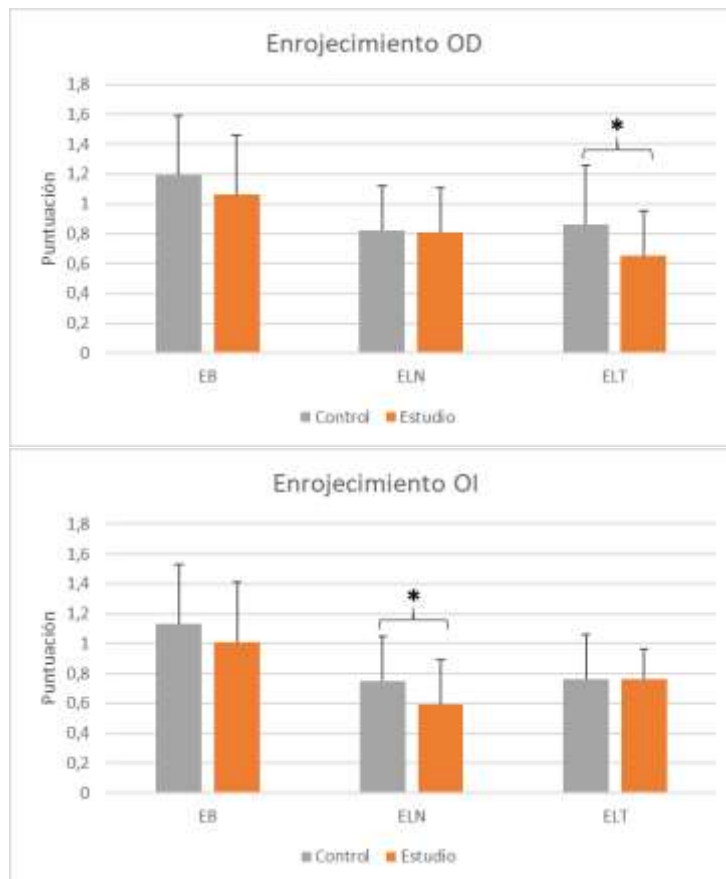 Enrojecimiento OD
Puntuación
1,8
1,6
1,4
1,2
1
0,8
0,6
0,4
0,2
0
*
EB ELN ELT
Control Estudio
Enrojecimiento OI
Puntuación
1,8
1,6
1,4
1,2
1
0,8
0,6
0,4
0,2
0
*
EB ELN ELT
Control Estudio